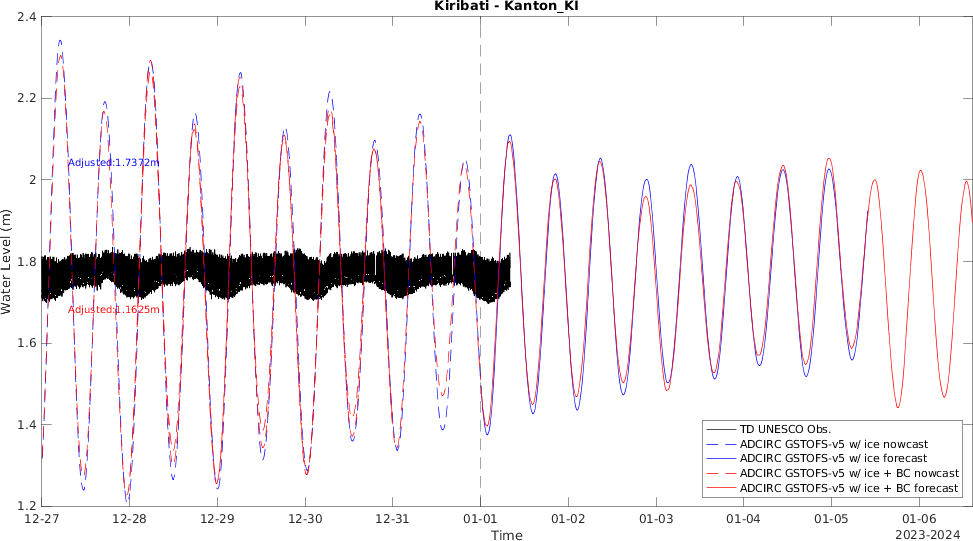 Kiribati - Kanton_KI
2.4
2.2
2
1.8
1.6
1.4
1.2
Water Level (m)
Adjusted:1.7372m
Adjusted:1.1625m
TD UNESCO Obs.
ADCIRC GSTOFS-v5 w/ ice nowcast
ADCIRC GSTOFS-v5 w/ ice forecast
ADCIRC GSTOFS-v5 w/ ice + BC nowcast
ADCIRC GSTOFS-v5 w/ ice + BC forecast
12-27 12-28 12-29 12-30 12-31 01-01 01-02 01-03 01-04 01-05 01-06
Time
2023-2024